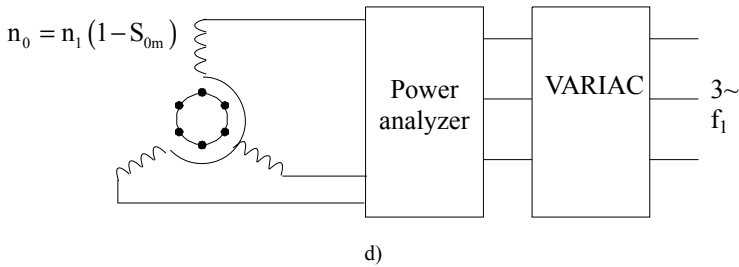 n₀ = n₁(1−S₀ₘ)
Power
analyzer
VARIAC
3~
f₁
d)